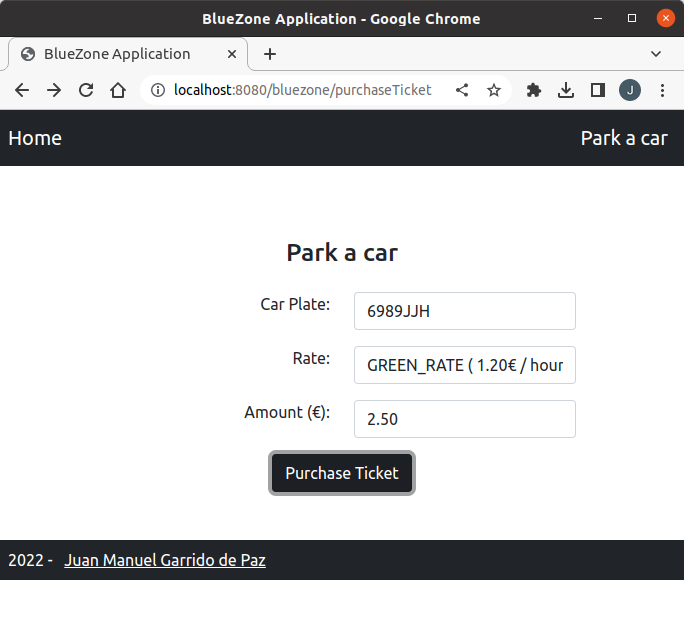 BlueZone Application - Google Chrome
BlueZone Application
localhost:8080/bluezone/purchaseTicket
J
Home Park a car
Park a car
Car Plate: 6989JJH
Rate: GREEN_RATE ( 1.20€ / hour
Amount (€): 2.50
Purchase Ticket
2022 - Juan Manuel Garrido de Paz